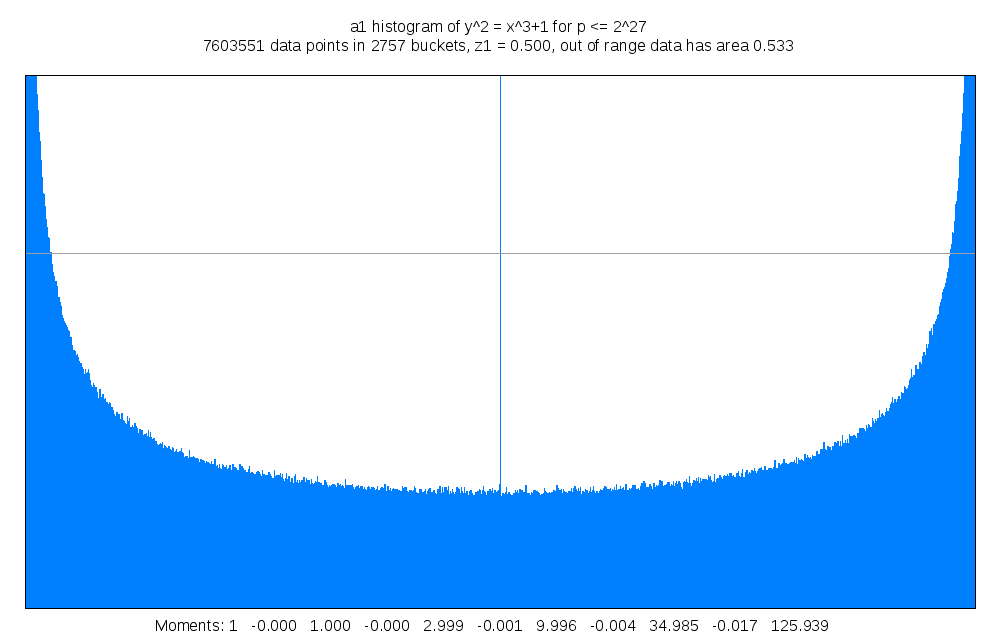 a1 histogram of y^2 = x^3+1 for p <= 2^27
7603551 data points in 2757 buckets, z1 = 0.500, out of range data has area 0.533
Moments: 1 -0.000 1.000 -0.000 2.999 -0.001 9.996 -0.004 34.985 -0.017 125.939